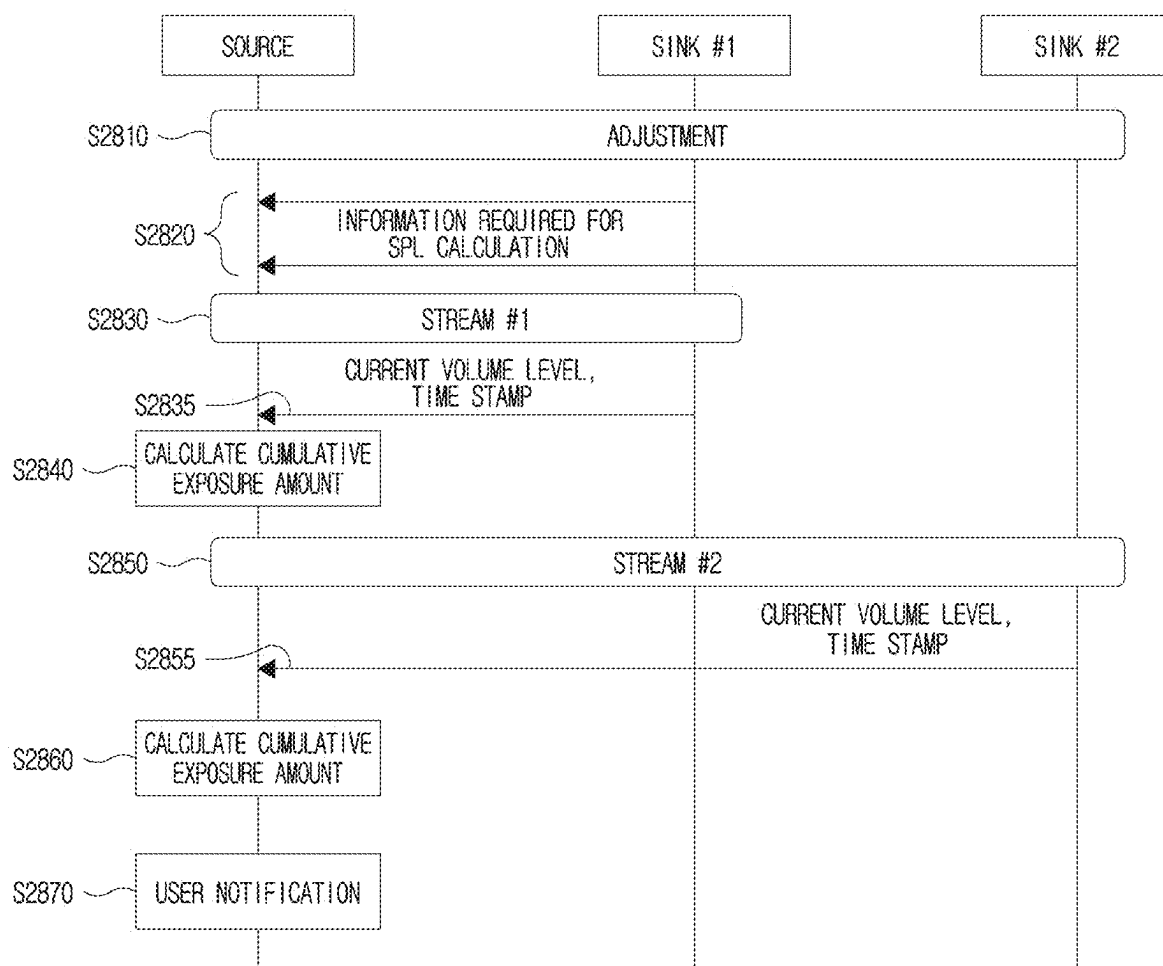 SOURCE
SINK #1
SINK #2
S2810
ADJUSTMENT
S2820
INFORMATION REQUIRED FOR
SPL CALCULATION
S2830
STREAM #1
CURRENT VOLUME LEVEL,
TIME STAMP
S2835
S2840
CALCULATE CUMULATIVE
EXPOSURE AMOUNT
S2850
STREAM #2
CURRENT VOLUME LEVEL,
TIME STAMP
S2855
S2860
CALCULATE CUMULATIVE
EXPOSURE AMOUNT
S2870
USER NOTIFICATION